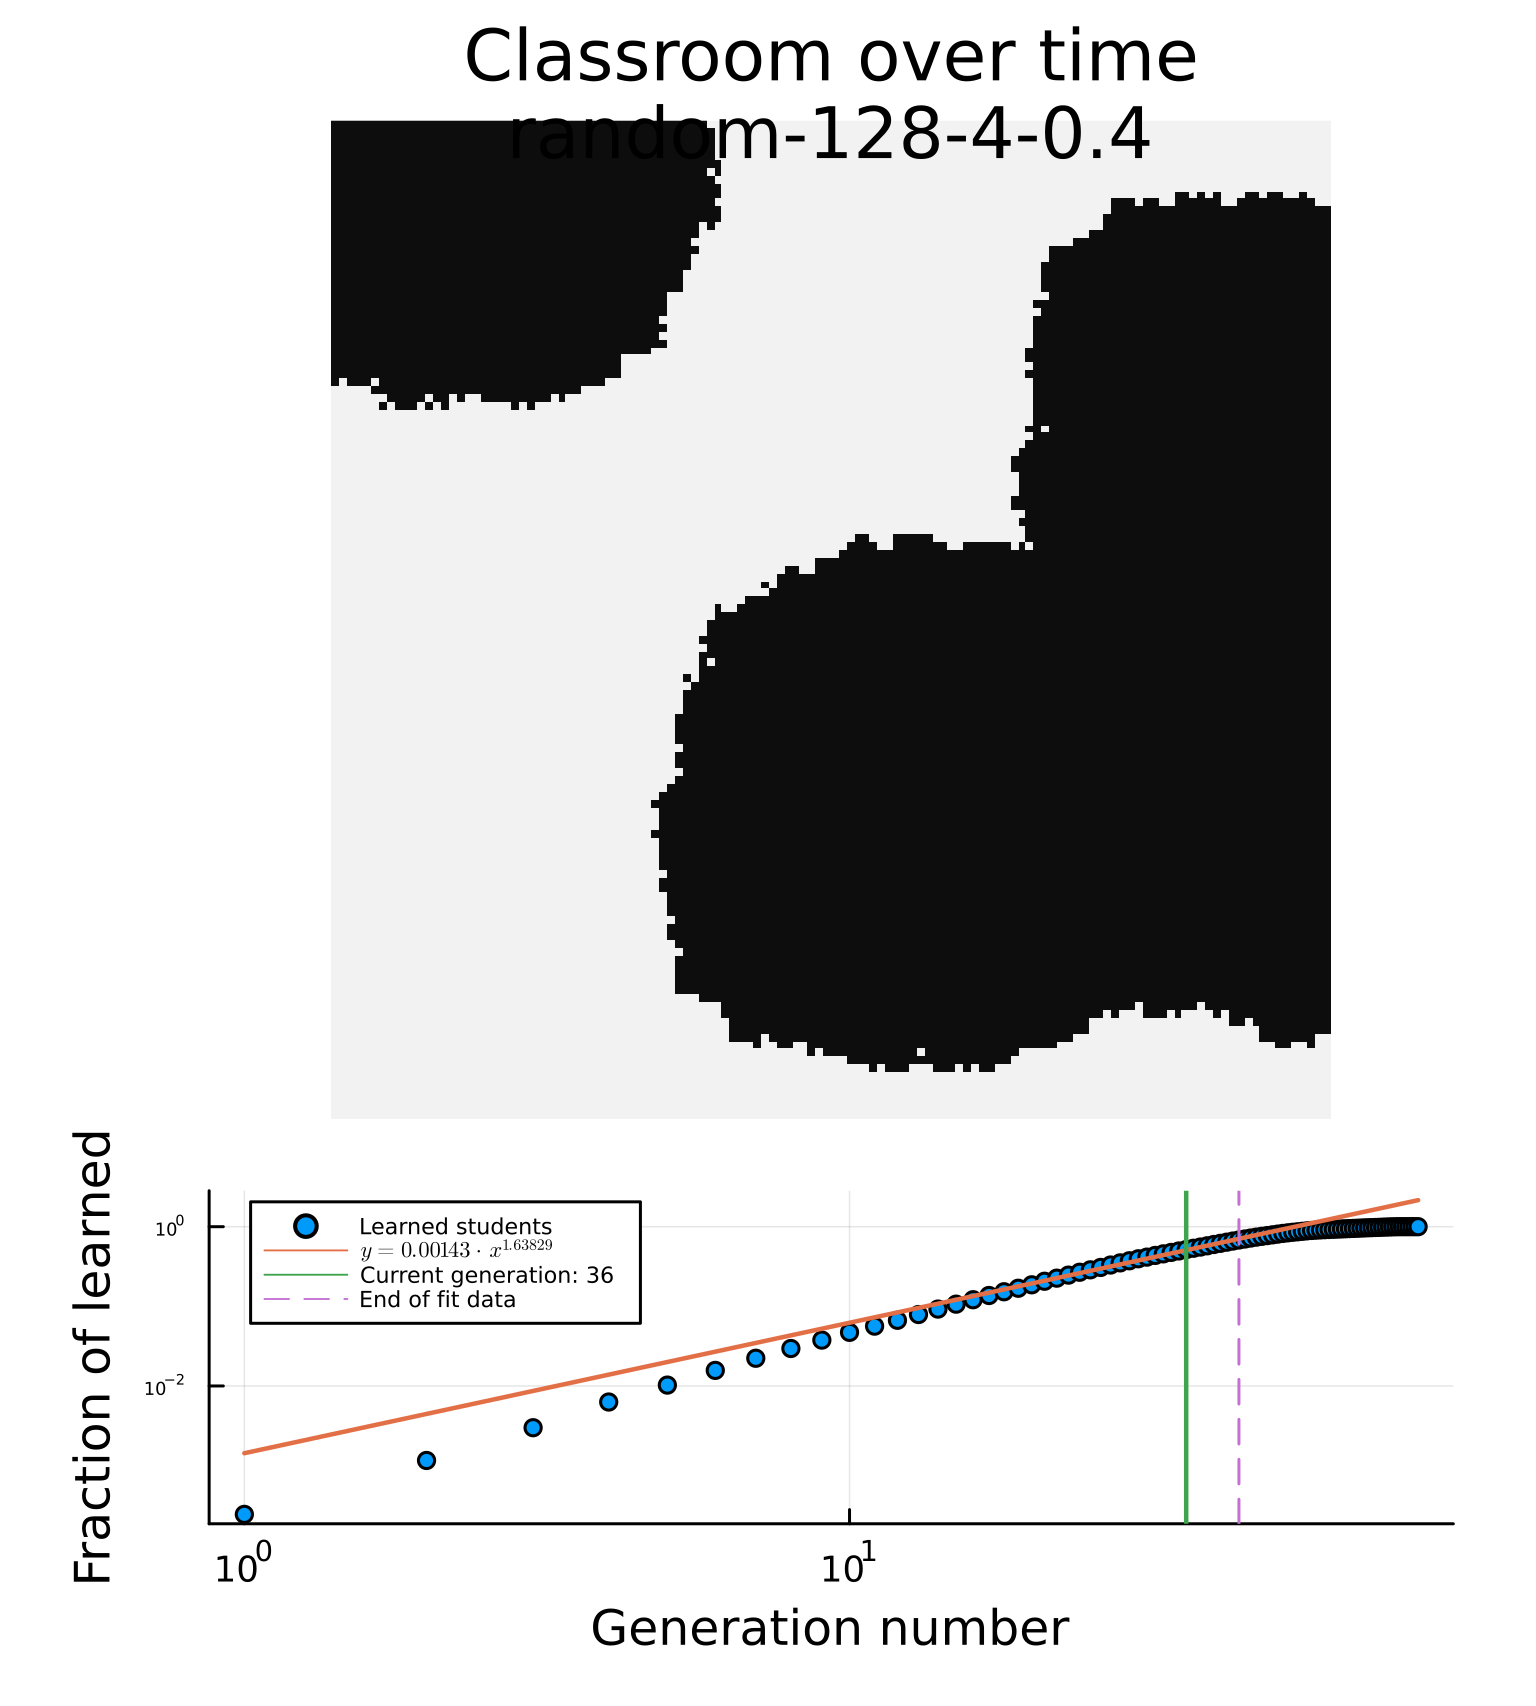 Classroom over time
random-128-4-0.4
Fraction of learned
10^0
10^-2
Learned students
y = 0.00143 · x^1.63829
Current generation: 36
End of fit data
10^0
10^1
Generation number